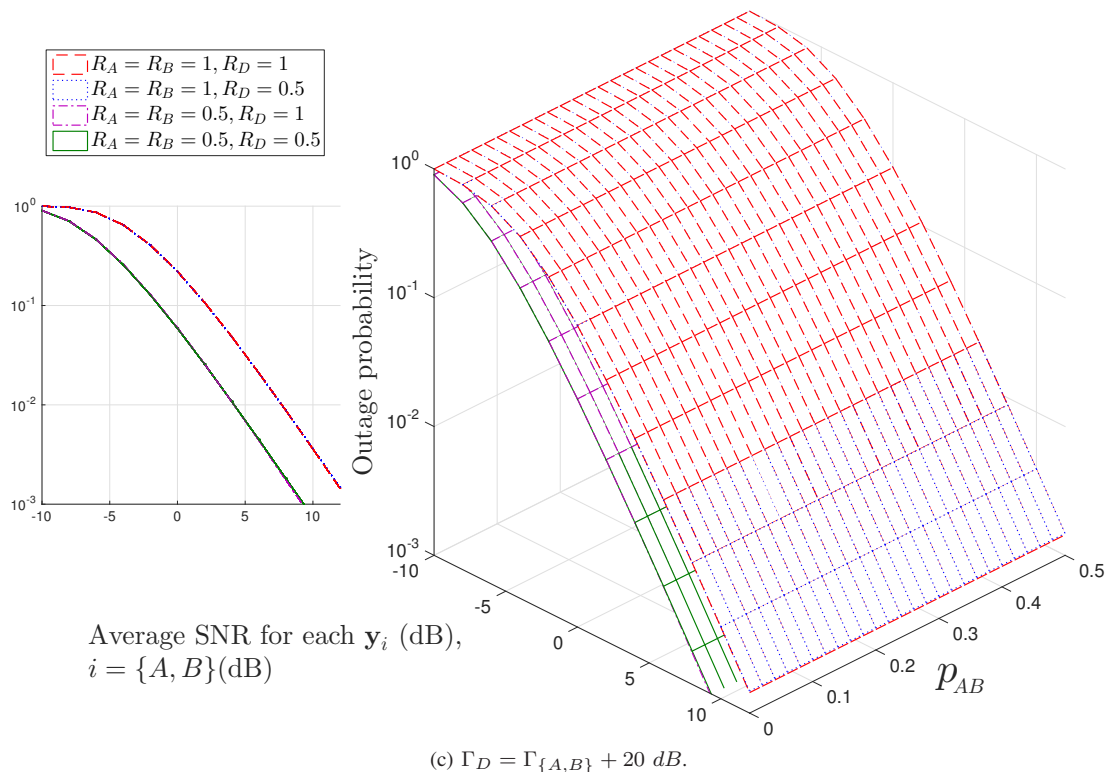 R_A = R_B = 1, R_D = 1
R_A = R_B = 1, R_D = 0.5
R_A = R_B = 0.5, R_D = 1
R_A = R_B = 0.5, R_D = 0.5
10^0
10^-1
10^-2
10^-3
-10
-5
0
5
10
Outage probability
10^0
10^-1
10^-2
10^-3
-10
-5
0
5
10
0
0.1
0.2
0.3
0.4
0.5
p_AB
Average SNR for each y_i (dB),
i = {A, B}(dB)
(c) Γ_D = Γ_{A,B} + 20 dB.